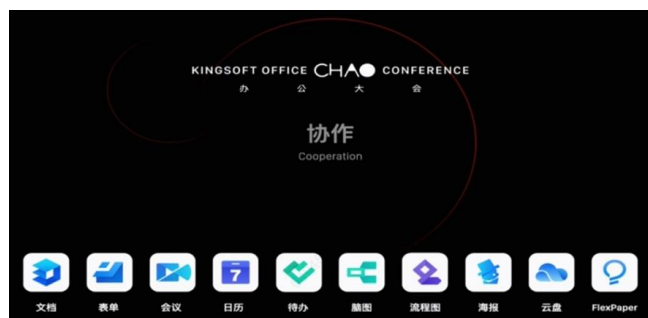 KINGSOFT OFFICE CHAO CONFERENCE
办 公 大 会
协作
Cooperation
7
文档 表单 会议 日历 待办 脑图 流程图 海报 云盘 FlexPaper